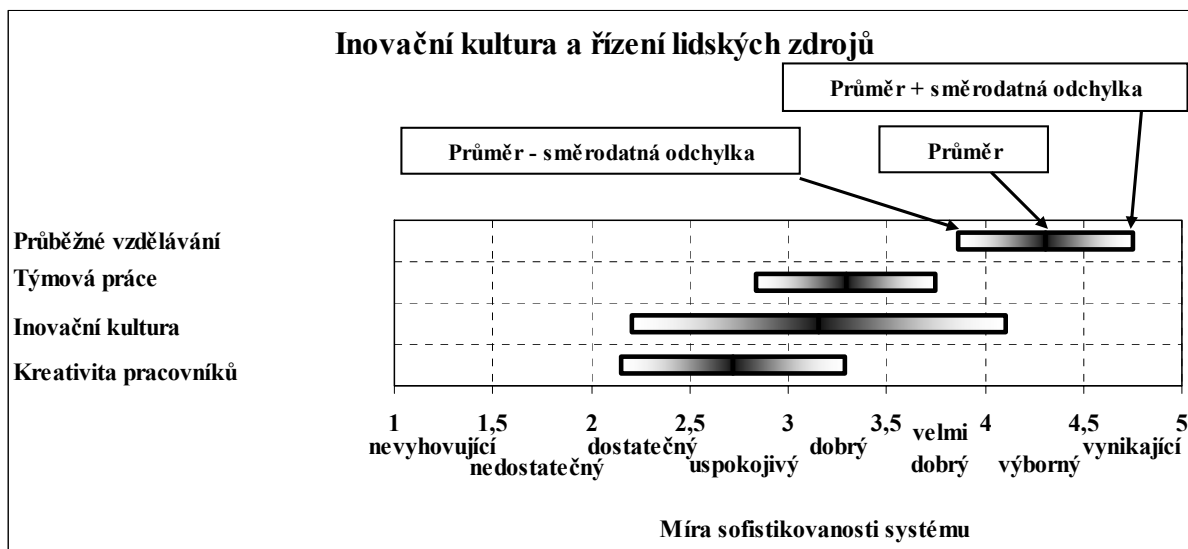 Inovační kultura a řízení lidských zdrojů
Průměr + směrodatná odchylka
Průměr - směrodatná odchylka
Průměr
Průběžné vzdělávání
Týmová práce
Inovační kultura
Kreativita pracovníků
1 1,5 2 2,5 3 3,5 4 4,5 5
nevyhovující
nedostatečný
dostatečný
uspokojivý
dobrý
velmi
dobrý
výborný
vynikající
Míra sofistikovanosti systému